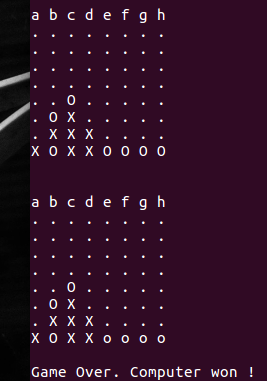 a b c d e f g h
. . . . . . . .
. . . . . . . .
. . . . . . . .
. . . . . . . .
. . O . . . . .
. O X . . . . .
. X X X . . . .
X O X X O O O O
a b c d e f g h
. . . . . . . .
. . . . . . . .
. . . . . . . .
. . . . . . . .
. . O . . . . .
. O X . . . . .
. X X X . . . .
X O X X o o o o
Game Over. Computer won !